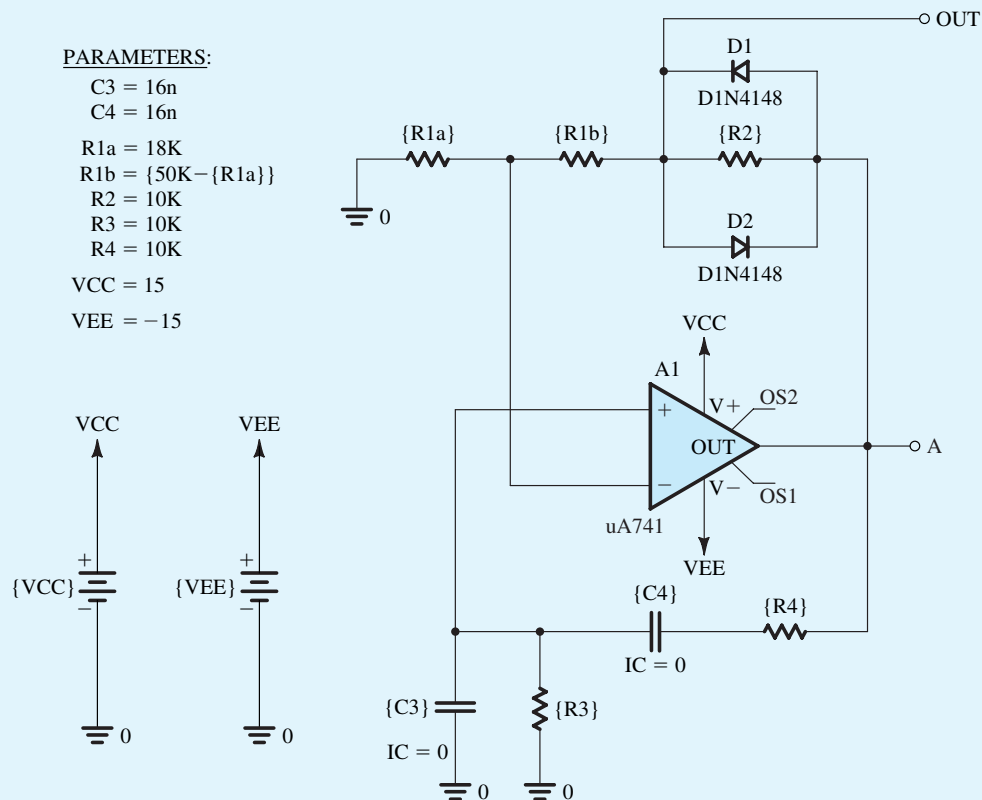 OUT
PARAMETERS:
C3 = 16n
C4 = 16n
R1a = 18K
R1b = {50K−{R1a}}
R2 = 10K
R3 = 10K
R4 = 10K
VCC = 15
VEE = −15
D1
D1N4148
{R1a}
{R1b}
{R2}
0
D2
D1N4148
VCC
A1
V+
OS2
+
OUT
A
−
V−
OS1
uA741
VEE
VCC
VEE
+
{VCC}
−
0
+
{VEE}
−
0
{C4}
IC = 0
{R4}
{C3}
IC = 0
{R3}
0
0